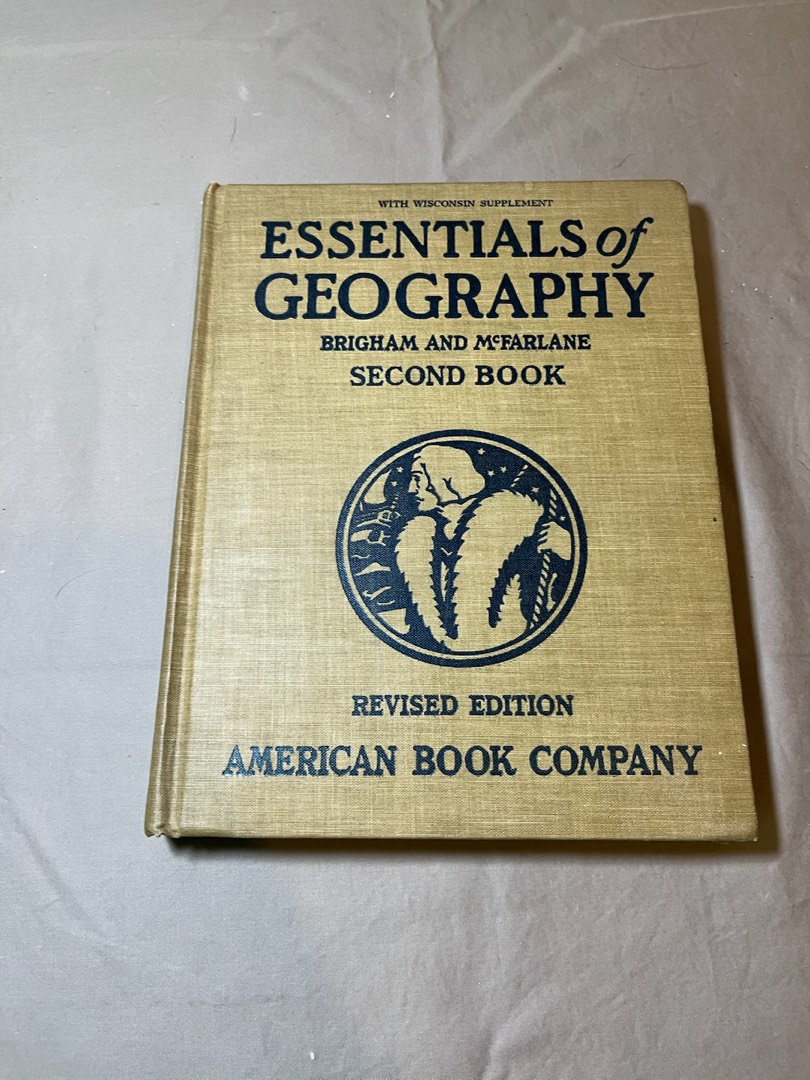 WITH WISCONSIN SUPPLEMENT
ESSENTIALS of
GEOGRAPHY
BRIGHAM AND McFARLANE
SECOND BOOK
REVISED EDITION
AMERICAN BOOK COMPANY